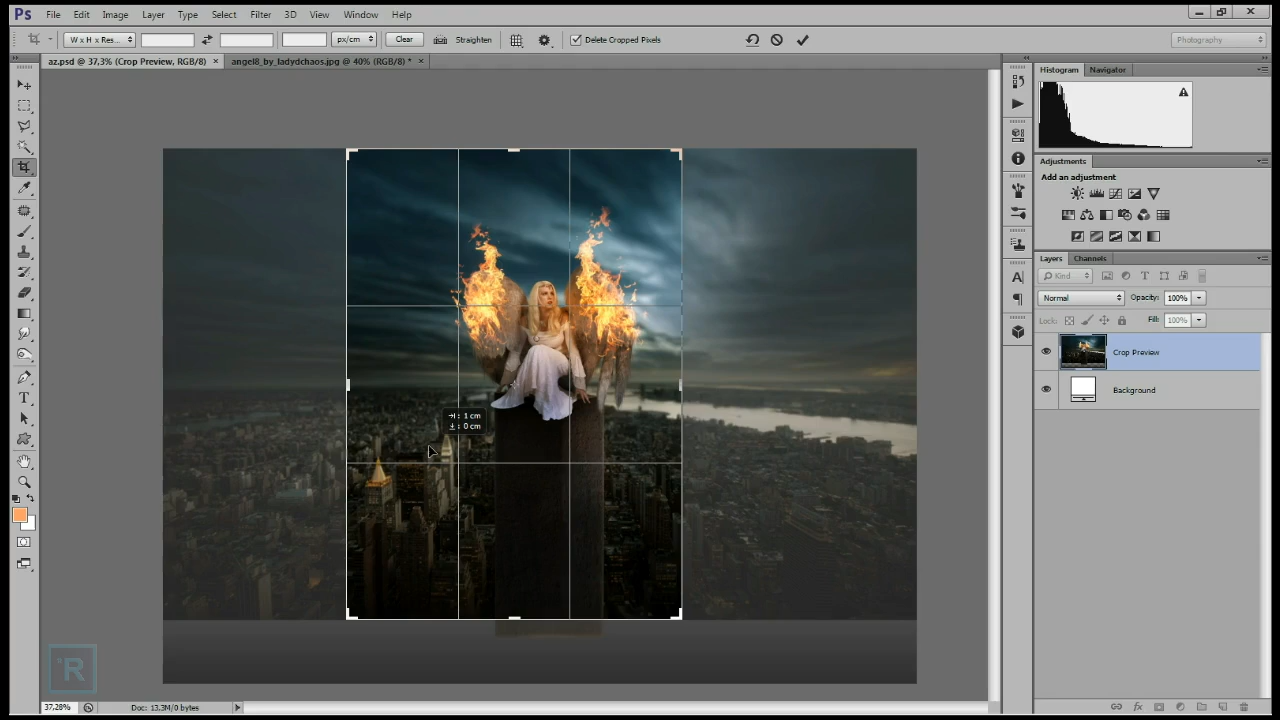 Ps File Edit Image Layer Type Select Filter 3D View Window Help
W x H x Res... px/cm Clear Straighten Delete Cropped Pixels Photography
az.psd @ 37,3% (Crop Preview, RGB/8) × angel8_by_ladydchaos.jpg @ 40% (RGB/8) * ×
Histogram Navigator
Adjustments
Add an adjustment
Layers Channels
Kind
Normal Opacity: 100%
Lock: Fill: 100%
Crop Preview
Background
: 1 cm
: 0 cm
A
T
R
37,28% Doc: 13,3M/0 bytes
fx